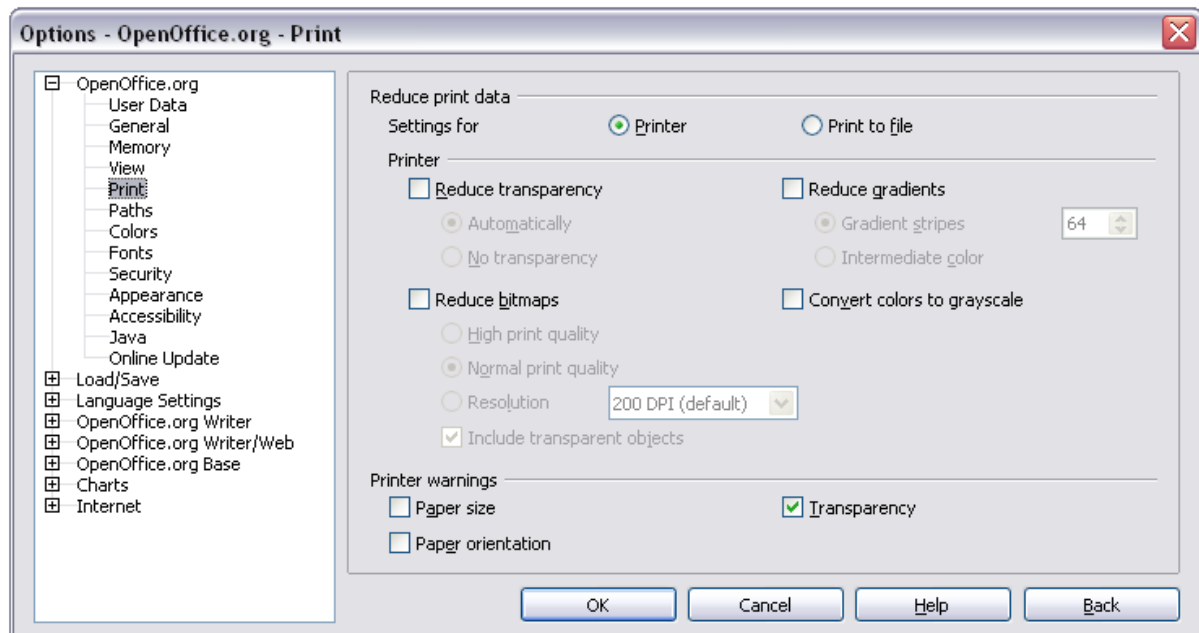 Options - OpenOffice.org - Print
OpenOffice.org
User Data
General
Memory
View
Print
Paths
Colors
Fonts
Security
Appearance
Accessibility
Java
Online Update
Load/Save
Language Settings
OpenOffice.org Writer
OpenOffice.org Writer/Web
OpenOffice.org Base
Charts
Internet
Reduce print data
Settings for Printer Print to file
Printer
Reduce transparency Reduce gradients
Automatically Gradient stripes 64
No transparency Intermediate color
Reduce bitmaps Convert colors to grayscale
High print quality
Normal print quality
Resolution 200 DPI (default)
Include transparent objects
Printer warnings
Paper size Transparency
Paper orientation
OK Cancel Help Back